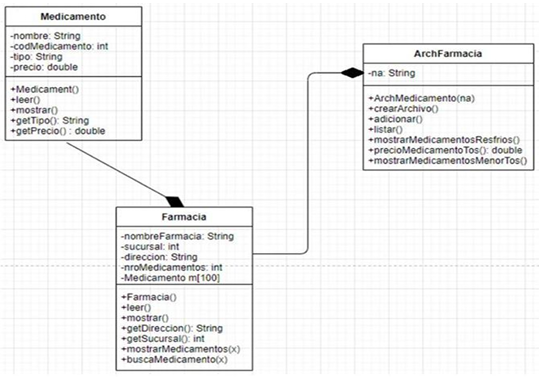 Medicamento
-nombre: String
-codMedicamento: int
-tipo: String
-precio: double
+Medicament()
+leer()
+mostrar()
+getTipo(): String
+getPrecio() : double
ArchFarmacia
-na: String
+ArchMedicamento(na)
+crearArchivo()
+adicionar()
+listar()
+mostrarMedicamentosResfrios()
+precioMedicamentoTos(): double
+mostrarMedicamentosMenorTos()
Farmacia
-nombreFarmacia: String
-sucursal: int
-direccion: String
-nroMedicamentos: int
-Medicamento m[100]
+Farmacia()
+leer()
+mostrar()
+getDireccion(): String
+getSucursal(): int
+mostrarMedicamentos(x)
+buscaMedicamento(x)